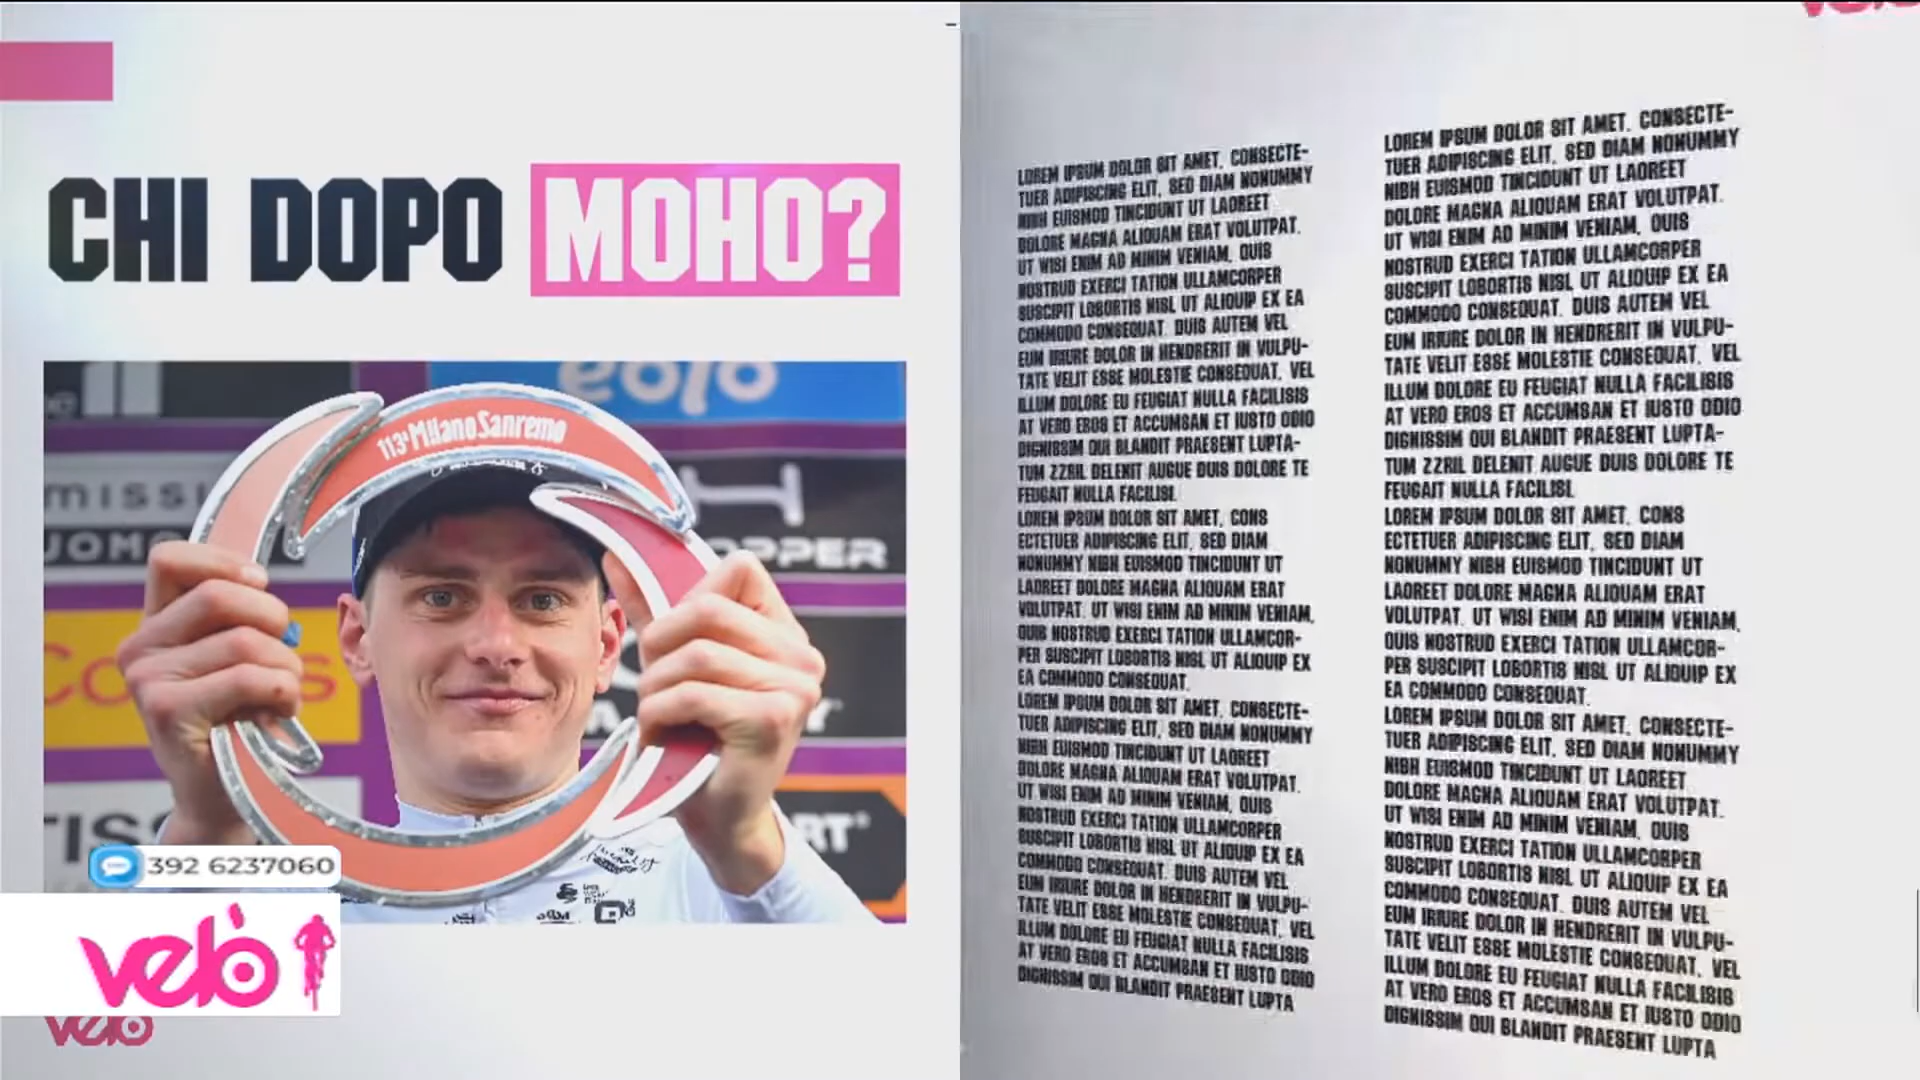 CHI DOPO MOHO?
eolo
113ª Milano Sanremo
MISSI
UOMO
OPPER
TISS
ART
392 6237060
velò
velò
LOREM IPSUM DOLOR SIT AMET, CONSECTE-
TUER ADIPISCING ELIT, SED DIAM NONUMMY
NIBH EUISMOD TINCIDUNT UT LAOREET
DOLORE MAGNA ALIQUAM ERAT VOLUTPAT.
UT WISI ENIM AD MINIM VENIAM, QUIS
NOSTRUD EXERCI TATION ULLAMCORPER
SUSCIPIT LOBORTIS NISL UT ALIQUIP EX EA
COMMODO CONSEQUAT. DUIS AUTEM VEL
EUM IRIURE DOLOR IN HENDRERIT IN VULPU-
TATE VELIT ESSE MOLESTIE CONSEQUAT, VEL
ILLUM DOLORE EU FEUGIAT NULLA FACILISIS
AT VERO EROS ET ACCUMSAN ET IUSTO ODIO
DIGNISSIM QUI BLANDIT PRAESENT LUPTA-
TUM ZZRIL DELENIT AUGUE DUIS DOLORE TE
FEUGAIT NULLA FACILISI.
LOREM IPSUM DOLOR SIT AMET, CONS
ECTETUER ADIPISCING ELIT, SED DIAM
NONUMMY NIBH EUISMOD TINCIDUNT UT
LAOREET DOLORE MAGNA ALIQUAM ERAT
VOLUTPAT. UT WISI ENIM AD MINIM VENIAM,
QUIS NOSTRUD EXERCI TATION ULLAMCOR-
PER SUSCIPIT LOBORTIS NISL UT ALIQUIP EX
EA COMMODO CONSEQUAT.
LOREM IPSUM DOLOR SIT AMET, CONSECTE-
TUER ADIPISCING ELIT, SED DIAM NONUMMY
NIBH EUISMOD TINCIDUNT UT LAOREET
DOLORE MAGNA ALIQUAM ERAT VOLUTPAT.
UT WISI ENIM AD MINIM VENIAM, QUIS
NOSTRUD EXERCI TATION ULLAMCORPER
SUSCIPIT LOBORTIS NISL UT ALIQUIP EX EA
COMMODO CONSEQUAT. DUIS AUTEM VEL
EUM IRIURE DOLOR IN HENDRERIT IN VULPU-
TATE VELIT ESSE MOLESTIE CONSEQUAT, VEL
ILLUM DOLORE EU FEUGIAT NULLA FACILISIS
AT VERO EROS ET ACCUMSAN ET IUSTO ODIO
DIGNISSIM QUI BLANDIT PRAESENT LUPTA
LOREM IPSUM DOLOR SIT AMET, CONSECTE-
TUER ADIPISCING ELIT, SED DIAM NONUMMY
NIBH EUISMOD TINCIDUNT UT LAOREET
DOLORE MAGNA ALIQUAM ERAT VOLUTPAT.
UT WISI ENIM AD MINIM VENIAM, QUIS
NOSTRUD EXERCI TATION ULLAMCORPER
SUSCIPIT LOBORTIS NISL UT ALIQUIP EX EA
COMMODO CONSEQUAT. DUIS AUTEM VEL
EUM IRIURE DOLOR IN HENDRERIT IN VULPU-
TATE VELIT ESSE MOLESTIE CONSEQUAT, VEL
ILLUM DOLORE EU FEUGIAT NULLA FACILISIS
AT VERO EROS ET ACCUMSAN ET IUSTO ODIO
DIGNISSIM QUI BLANDIT PRAESENT LUPTA-
TUM ZZRIL DELENIT AUGUE DUIS DOLORE TE
FEUGAIT NULLA FACILISI.
LOREM IPSUM DOLOR SIT AMET, CONS
ECTETUER ADIPISCING ELIT, SED DIAM
NONUMMY NIBH EUISMOD TINCIDUNT UT
LAOREET DOLORE MAGNA ALIQUAM ERAT
VOLUTPAT. UT WISI ENIM AD MINIM VENIAM,
QUIS NOSTRUD EXERCI TATION ULLAMCOR-
PER SUSCIPIT LOBORTIS NISL UT ALIQUIP EX
EA COMMODO CONSEQUAT.
LOREM IPSUM DOLOR SIT AMET, CONSECTE-
TUER ADIPISCING ELIT, SED DIAM NONUMMY
NIBH EUISMOD TINCIDUNT UT LAOREET
DOLORE MAGNA ALIQUAM ERAT VOLUTPAT.
UT WISI ENIM AD MINIM VENIAM, QUIS
NOSTRUD EXERCI TATION ULLAMCORPER
SUSCIPIT LOBORTIS NISL UT ALIQUIP EX EA
COMMODO CONSEQUAT. DUIS AUTEM VEL
EUM IRIURE DOLOR IN HENDRERIT IN VULPU-
TATE VELIT ESSE MOLESTIE CONSEQUAT, VEL
ILLUM DOLORE EU FEUGIAT NULLA FACILISIS
AT VERO EROS ET ACCUMSAN ET IUSTO ODIO
DIGNISSIM QUI BLANDIT PRAESENT LUPTA